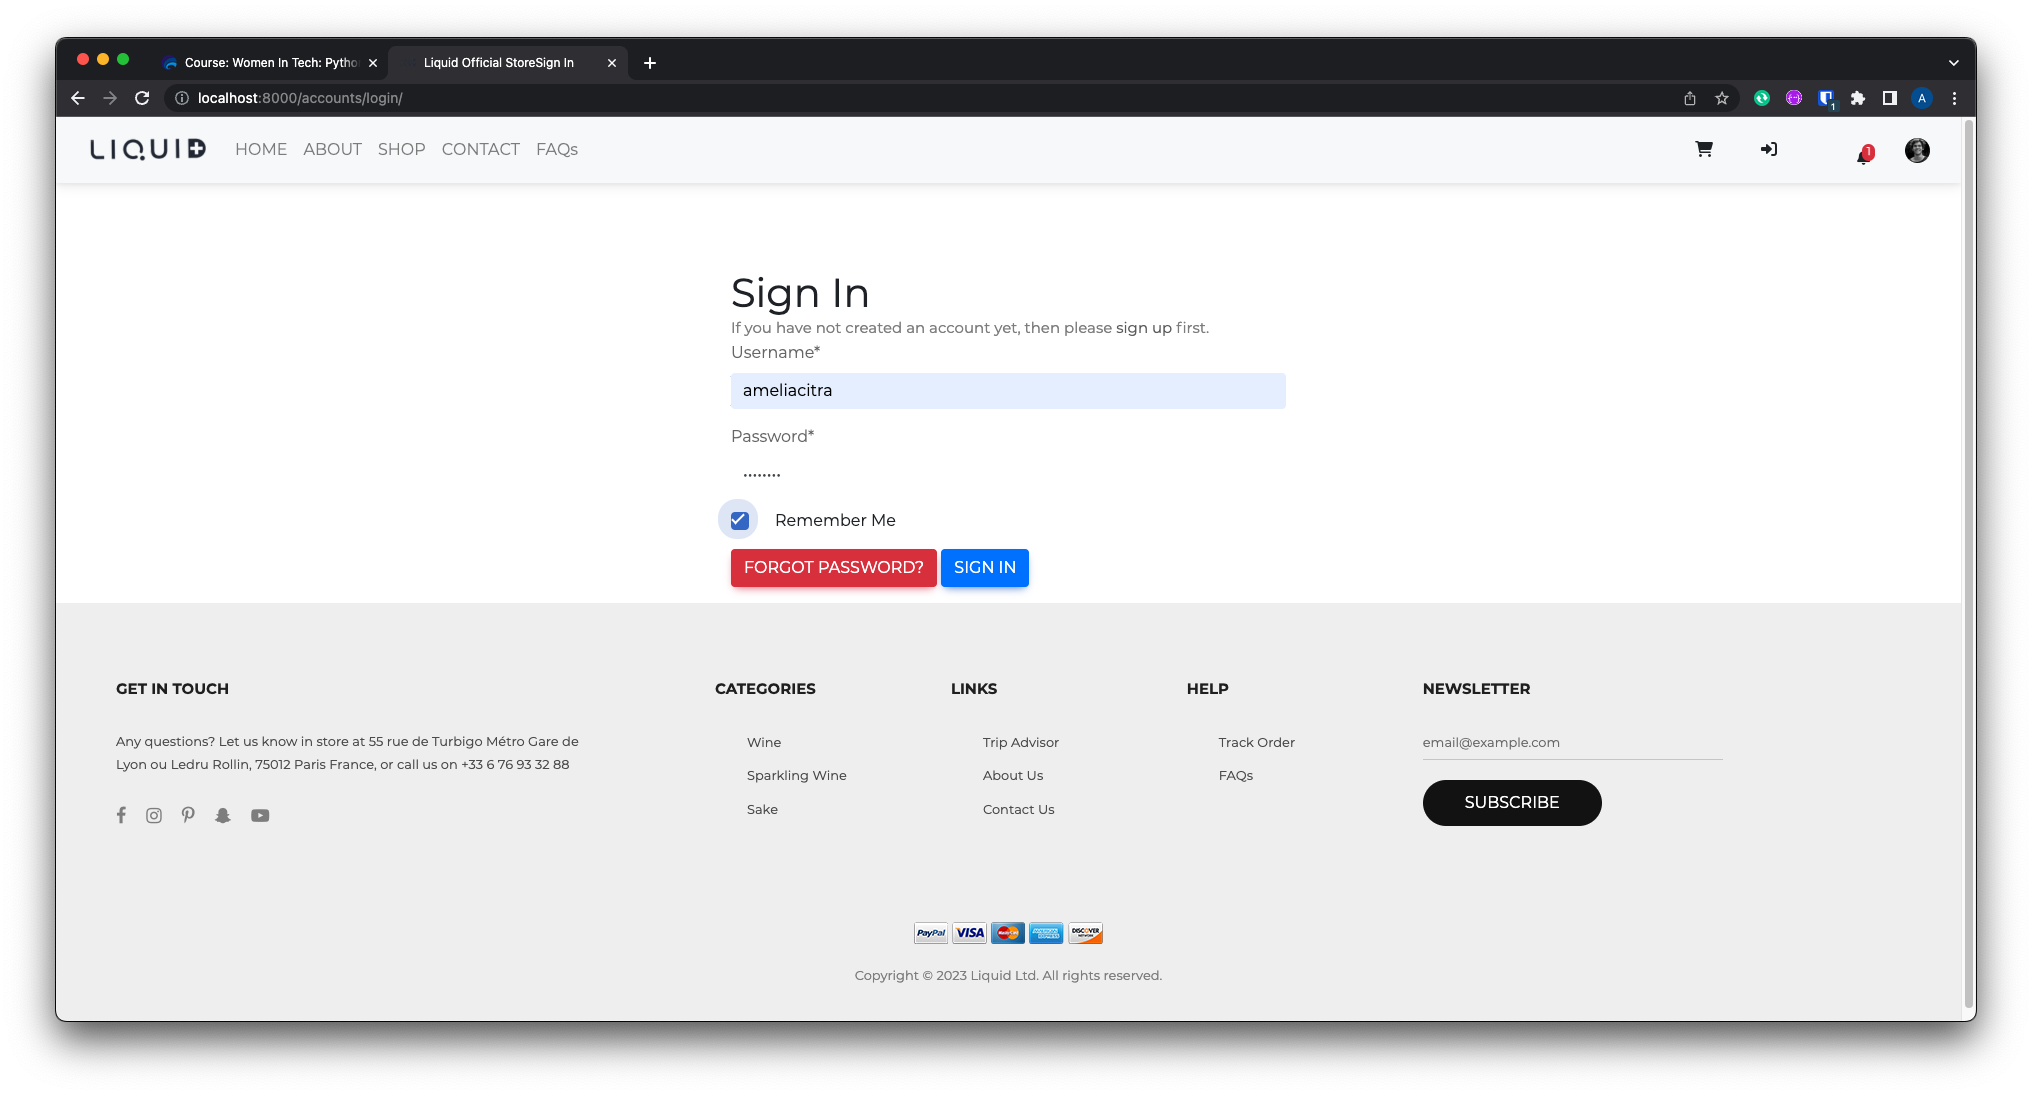 Course: Women In Tech: Pytho
Liquid Official StoreSign In
localhost:8000/accounts/login/
1
A
LIQUID
HOME ABOUT SHOP CONTACT FAQs
1
Sign In
If you have not created an account yet, then please sign up first.
Username*
ameliacitra
Password*
Remember Me
FORGOT PASSWORD? SIGN IN
GET IN TOUCH
Any questions? Let us know in store at 55 rue de Turbigo Métro Gare de
Lyon ou Ledru Rollin, 75012 Paris France, or call us on +33 6 76 93 32 88
CATEGORIES
Wine
Sparkling Wine
Sake
LINKS
Trip Advisor
About Us
Contact Us
HELP
Track Order
FAQs
NEWSLETTER
email@example.com
SUBSCRIBE
PayPal VISA MasterCard AMERICAN EXPRESS DISCOVER NETWORK
Copyright © 2023 Liquid Ltd. All rights reserved.